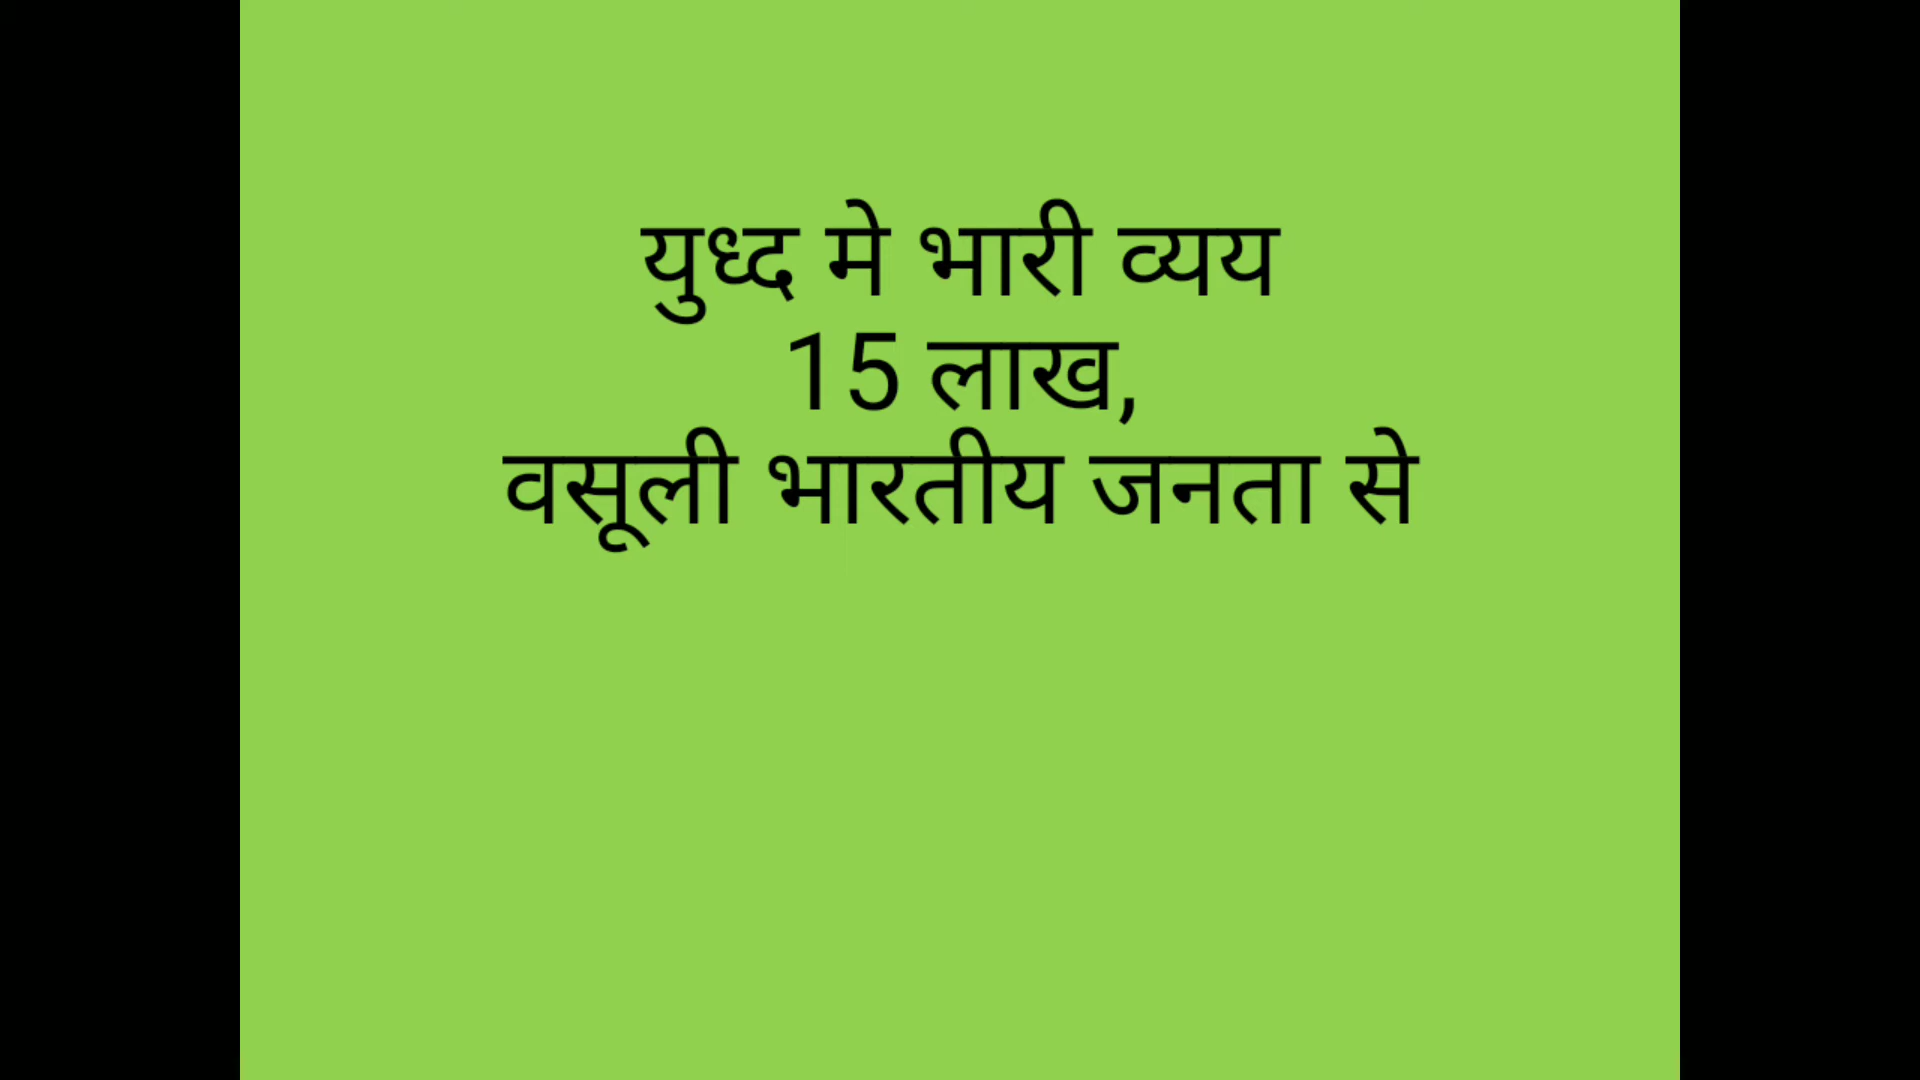 युध्द मे भारी व्यय
15 लाख,
वसूली भारतीय जनता से